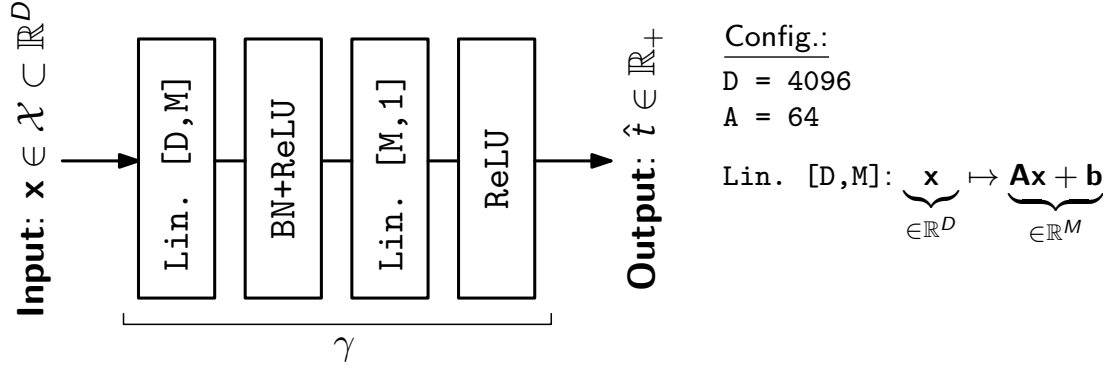 Input: x ∈ 𝒳 ⊂ ℝ^D
Lin. [D,M]
BN+ReLU
Lin. [M,1]
ReLU
γ
Output: t̂ ∈ ℝ₊
Config.:
D = 4096
A = 64
Lin. [D,M]: x ↦ Ax + b
∈ℝ^D ∈ℝ^M